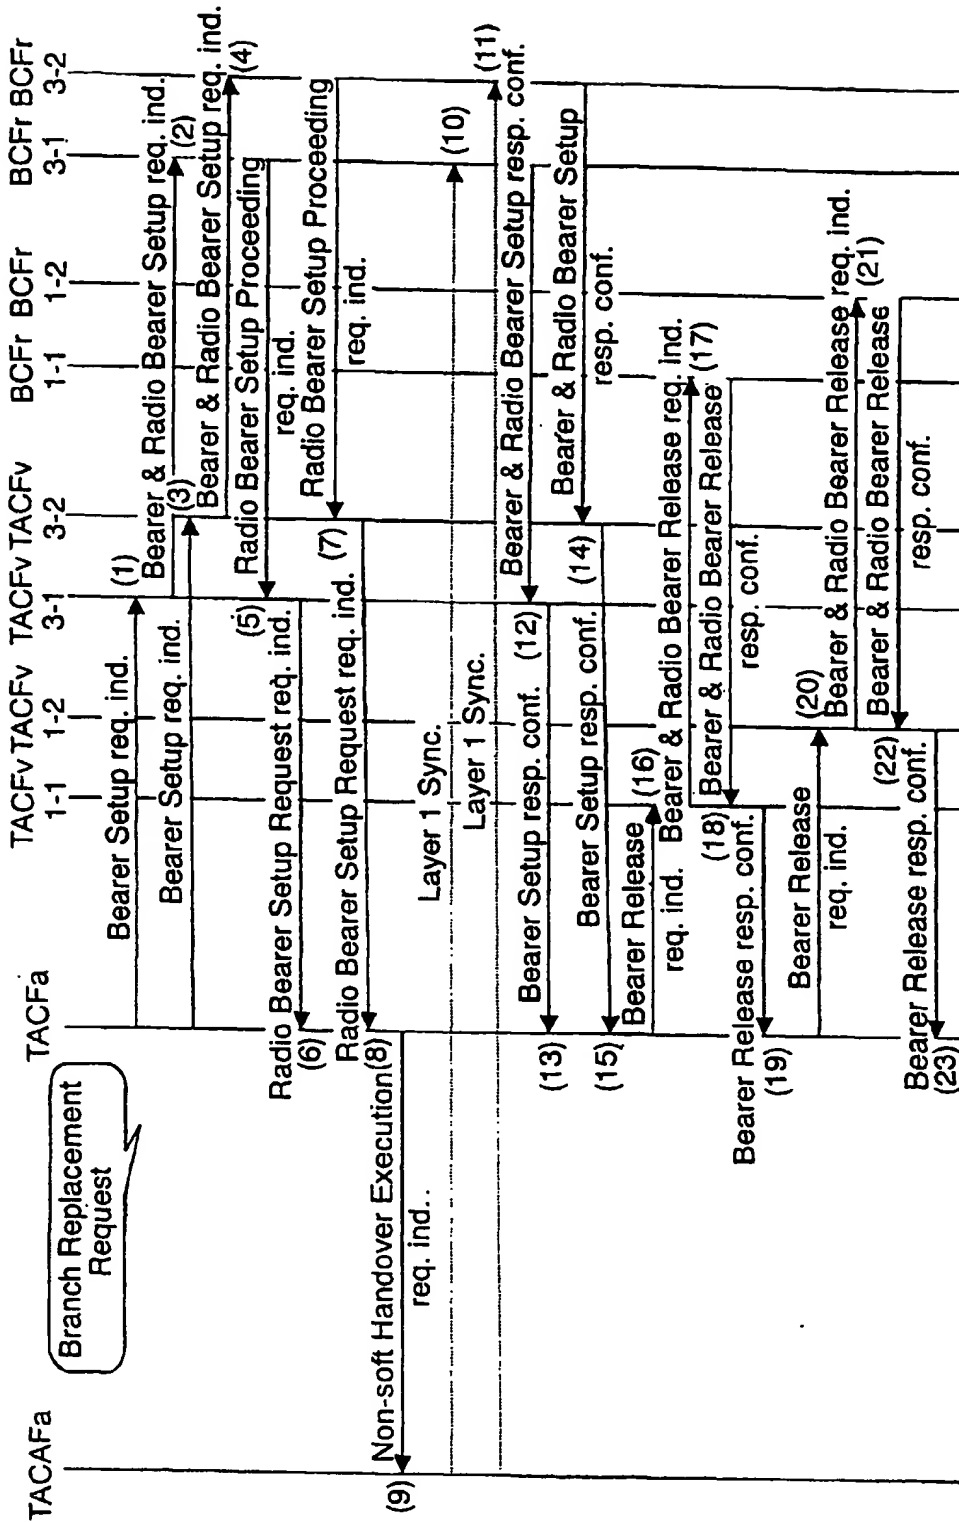 TACAFa
TACFa
TACFv TACFv TACFv TACFv
1-1 1-2 3-1 3-2
BCFr BCFr
1-1 1-2
BCFr BCFr
3-1 3-2
Branch Replacement
Request
Bearer Setup req. ind.
(1)
Bearer & Radio Bearer Setup req. ind.
(2)
Bearer Setup req. ind.
(3)
Bearer & Radio Bearer Setup req. ind.
(4)
Radio Bearer Setup Proceeding
req. ind.
(5)
Radio Bearer Setup Request req. ind.
(6)
Radio Bearer Setup Proceeding
req. ind.
(7)
Radio Bearer Setup Request req. ind.
(8)
Non-soft Handover Execution
req. ind..
(9)
Layer 1 Sync.
(10)
Layer 1 Sync.
(11)
Bearer & Radio Bearer Setup resp. conf.
(12)
Bearer Setup resp. conf.
(13)
Bearer & Radio Bearer Setup
resp. conf.
(14)
Bearer Setup resp. conf.
(15)
Bearer Release
req. ind.
(16)
Bearer & Radio Bearer Release req. ind.
(17)
Bearer & Radio Bearer Release
resp. conf.
(18)
Bearer Release resp. conf.
(19)
Bearer Release
req. ind.
(20)
Bearer & Radio Bearer Release req. ind.
(21)
Bearer & Radio Bearer Release
resp. conf.
(22)
Bearer Release resp. conf.
(23)